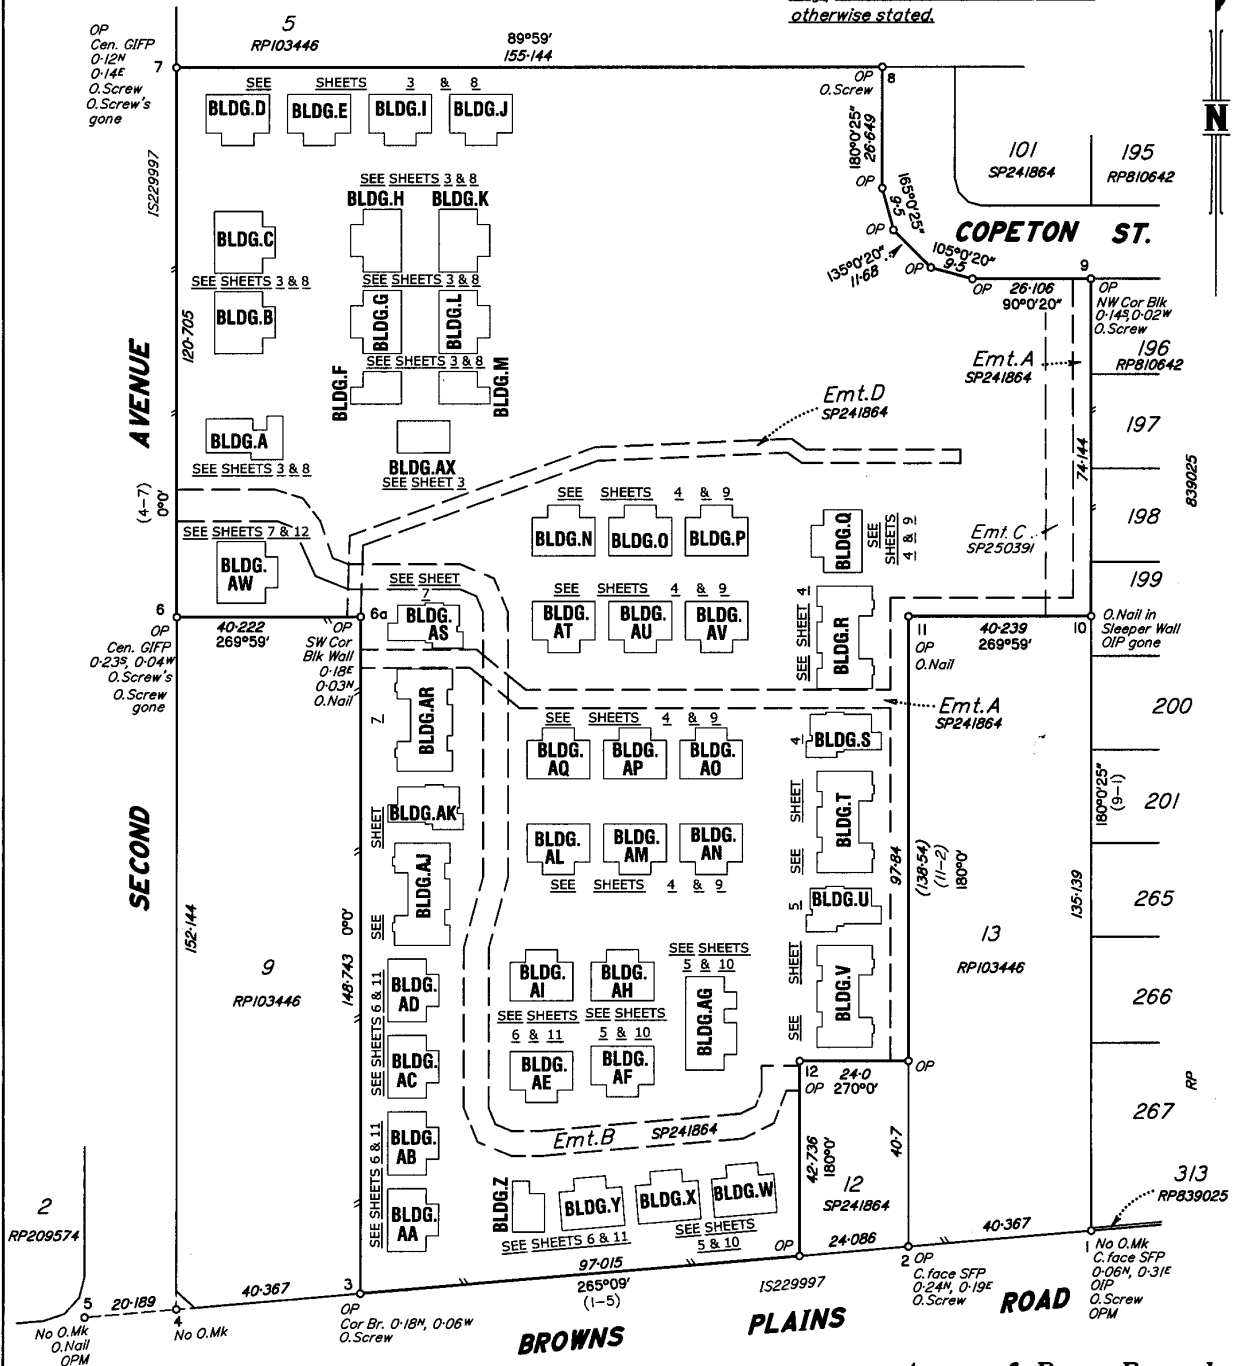 otherwise stated.
OP
Cen. GIFP
0·12N
0·14E
O.Screw
O.Screw's
gone
7
5
RP103446
89°59'
155·144
OP
O.Screw
8
N
SEE SHEETS 3 & 8
BLDG.D
BLDG.E
BLDG.I
BLDG.J
180°0'25"
26·649
101
SP241864
195
RP810642
IS229997
SEE SHEETS 3 & 8
BLDG.H
BLDG.K
OP
165°0'25"
9·5
OP
135°0'20"
11·68
OP
105°0'20"
9·5
OP
COPETON ST.
BLDG.C
SEE SHEETS 3 & 8
BLDG.B
SEE SHEETS 3 & 8
BLDG.G
BLDG.L
SEE SHEETS 3 & 8
BLDG.F
BLDG.M
26·106
90°0'20"
9
OP
NW Cor Blk
0·14S,0·02W
O.Screw
196
RP810642
Emt.A
SP241864
120·705
SECOND AVENUE
(4-7)
0°0'
Emt.D
SP241864
197
74·144
839025
BLDG.A
SEE SHEETS 3 & 8
BLDG.AX
SEE SHEET 3
198
Emt.C
SP250391
199
SEE SHEETS 7 & 12
BLDG.
AW
SEE SHEETS 4 & 9
BLDG.N
BLDG.O
BLDG.P
BLDG.Q
SEE
SHEETS
4 & 9
SEE SHEET
7
BLDG.
AS
SEE SHEETS 4 & 9
BLDG.
AT
BLDG.
AU
BLDG.
AV
SEE SHEET 4
BLDG.R
6
OP
Cen. GIFP
0·23S, 0·04W
O.Screw's
O.Screw
gone
40·222
269°59'
6a
OP
SW Cor
Blk Wall
0·18E
0·03N
O.Nail
11
OP
O.Nail
40·239
269°59'
10
O.Nail in
Sleeper Wall
OIP gone
200
Emt.A
SP241864
7
BLDG.AR
SEE SHEETS 4 & 9
BLDG.
AQ
BLDG.
AP
BLDG.
AO
4
BLDG.S
180°0'25"
(9-1)
201
SHEET
BLDG.AK
SEE
BLDG.AJ
BLDG.
AL
BLDG.
AM
BLDG.
AN
SEE SHEETS 4 & 9
SEE SHEET
BLDG.T
97·84
(138·54)
(11-2)
180°0'
265
5
BLDG.U
135·139
152·144
0°0'
148·743
9
RP103446
13
RP103446
SEE SHEETS 6 & 11
BLDG.
AD
BLDG.
AC
BLDG.
AI
SEE SHEETS
6 & 11
BLDG.
AE
BLDG.
AH
SEE SHEETS
5 & 10
BLDG.
AF
SEE SHEETS
5 & 10
BLDG.AG
SEE SHEET
BLDG.V
266
12
OP
24·0
270°0'
OP
Emt.B
SP241864
267
RP
SEE SHEETS 6 & 11
BLDG.
AB
BLDG.
AA
42·736
180°0'
40·7
12
SP241864
313
RP839025
2
RP209574
BLDG.Z
BLDG.Y
BLDG.X
BLDG.W
SEE SHEETS 6 & 11
SEE SHEETS
5 & 10
OP
24·086
40·367
1
No O.Mk
C.face SFP
0·06N, 0·31E
OIP
O.Screw
OPM
97·015
265°09'
(1-5)
IS229997
2
OP
C.face SFP
0·24N, 0·19E
O.Screw
3
OP
Cor Br. 0·18N, 0·06W
O.Screw
40·367
4
No O.Mk
20·189
5
No O.Mk
O.Nail
OPM
BROWNS PLAINS ROAD